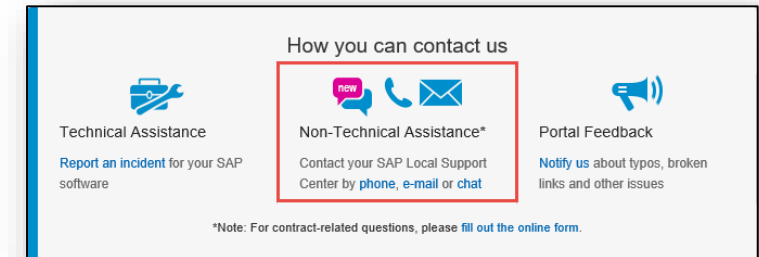 How you can contact us
new
Technical Assistance
Report an incident for your SAP
software
Non-Technical Assistance*
Contact your SAP Local Support
Center by phone, e-mail or chat
Portal Feedback
Notify us about typos, broken
links and other issues
*Note: For contract-related questions, please fill out the online form.